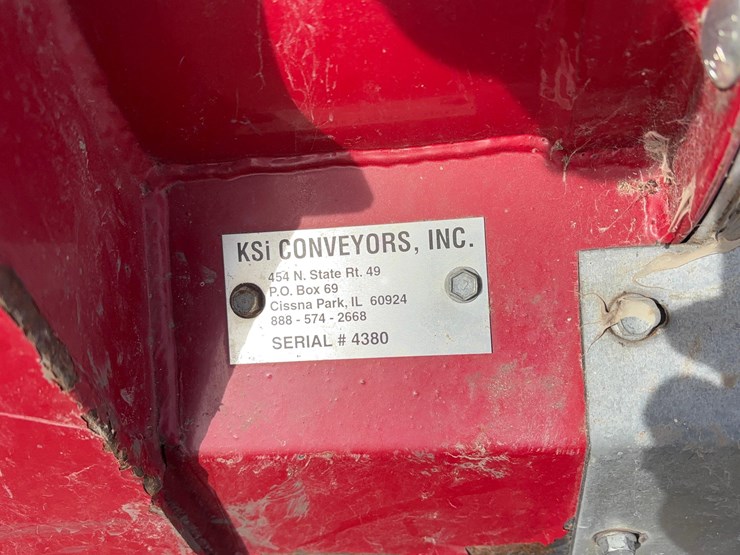 KSi CONVEYORS, INC.
454 N. State Rt. 49
P.O. Box 69
Cissna Park, IL 60924
888 - 574 - 2668
SERIAL # 4380